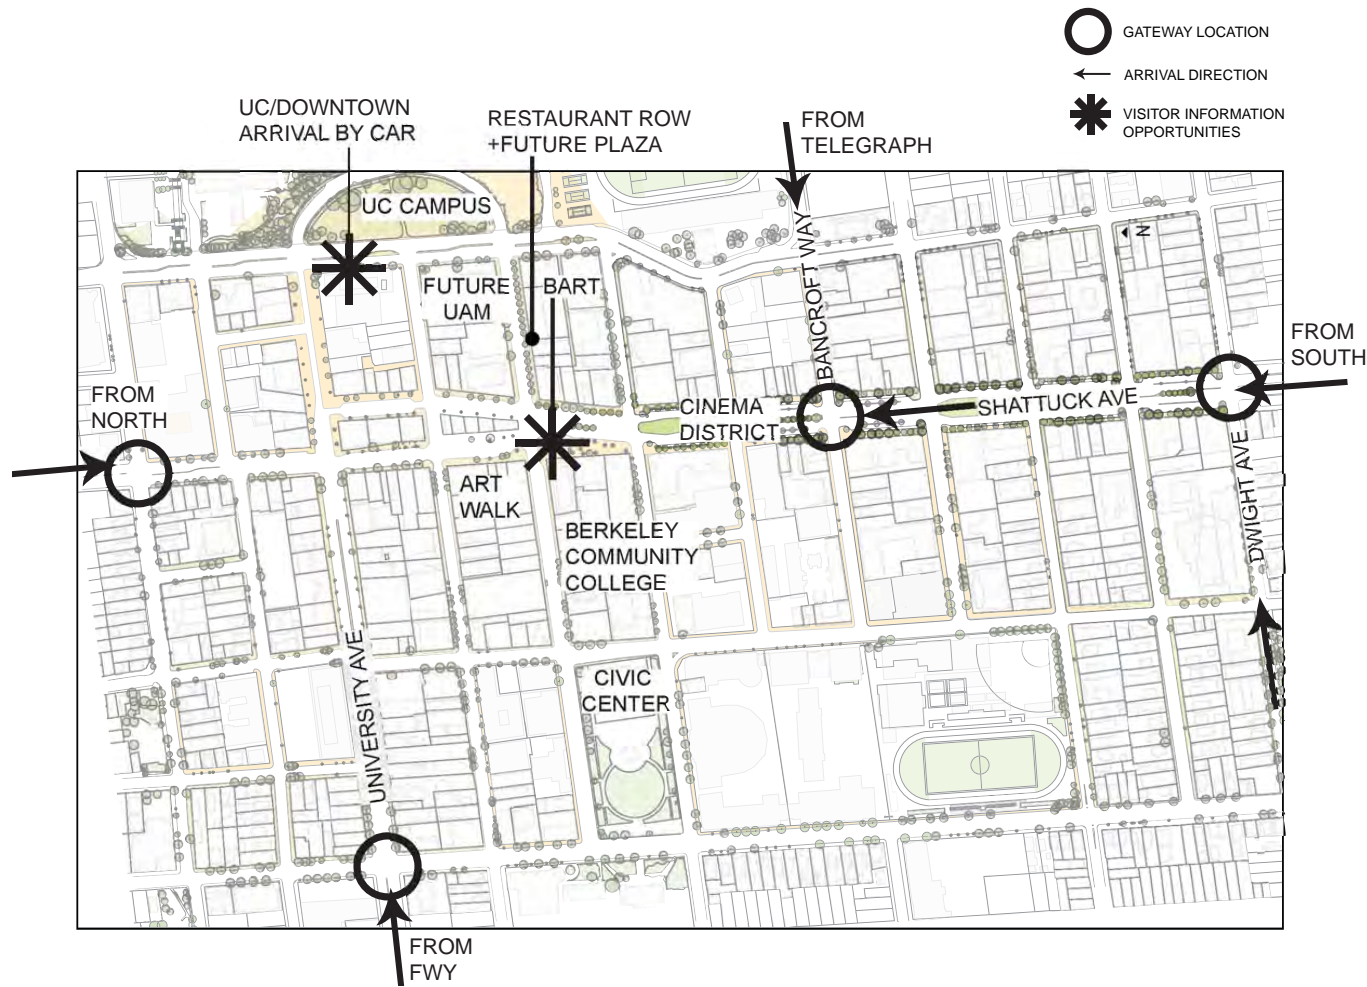 GATEWAY LOCATION
ARRIVAL DIRECTION
VISITOR INFORMATION
OPPORTUNITIES
UC/DOWNTOWN
ARRIVAL BY CAR
RESTAURANT ROW
+FUTURE PLAZA
FROM
TELEGRAPH
UC CAMPUS
N
BANCROFT WAY
FUTURE
UAM
BART
FROM
SOUTH
FROM
NORTH
CINEMA
DISTRICT
SHATTUCK AVE
ART
WALK
DWIGHT AVE
BERKELEY
COMMUNITY
COLLEGE
UNIVERSITY AVE
CIVIC
CENTER
FROM
FWY